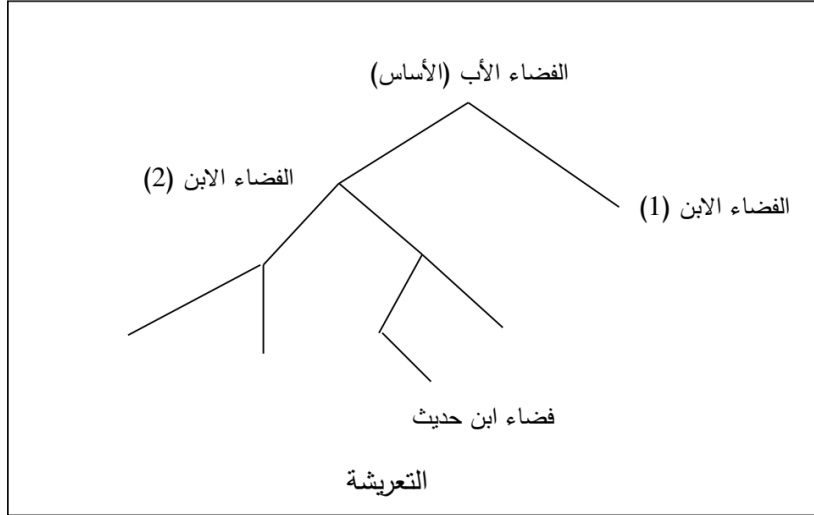 الفضاء الأب (الأساس)
الفضاء الابن (2)
الفضاء الابن (1)
فضاء ابن حديث
التعريشة